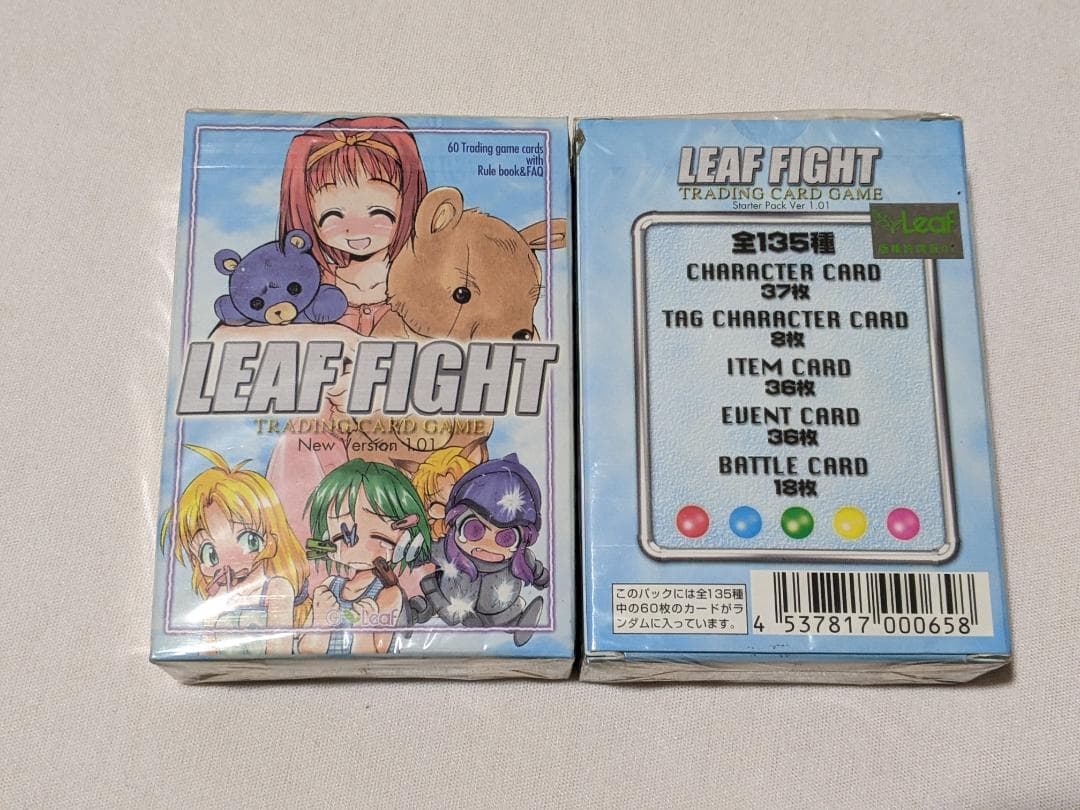 60 Trading game cards
with
Rule book&FAQ
LEAF FIGHT
TRADING CARD GAME
New Version 1.01
Leaf
LEAF FIGHT
TRADING CARD GAME
Starter Pack Ver 1.01
Leaf
全135種
CHARACTER CARD
37枚
TAG CHARACTER CARD
8枚
ITEM CARD
36枚
EVENT CARD
36枚
BATTLE CARD
18枚
このパックには全135種
中の60枚のカードがラ
ンダムに入っています。
4 537817 000658